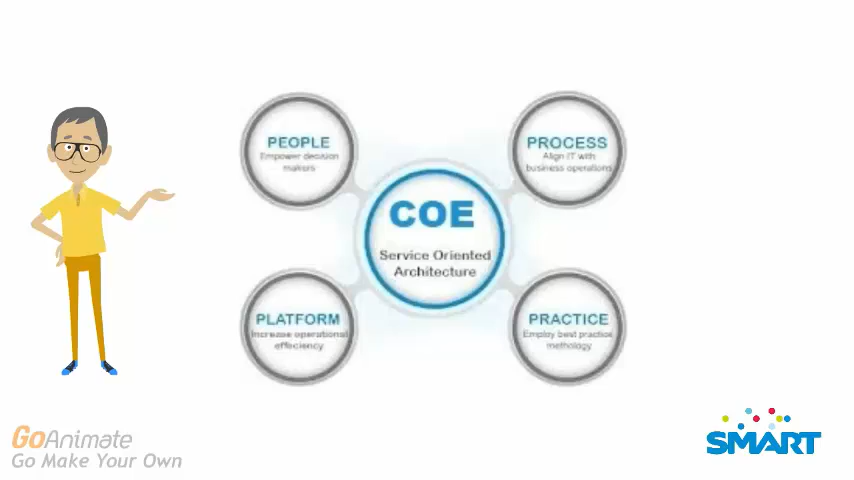 PEOPLE
Empower decision
makers
PROCESS
Align IT with
business operations
COE
Service Oriented
Architecture
PLATFORM
Increase operational
effeciency
PRACTICE
Employ best practice
methology
GoAnimate
Go Make Your Own
SMART